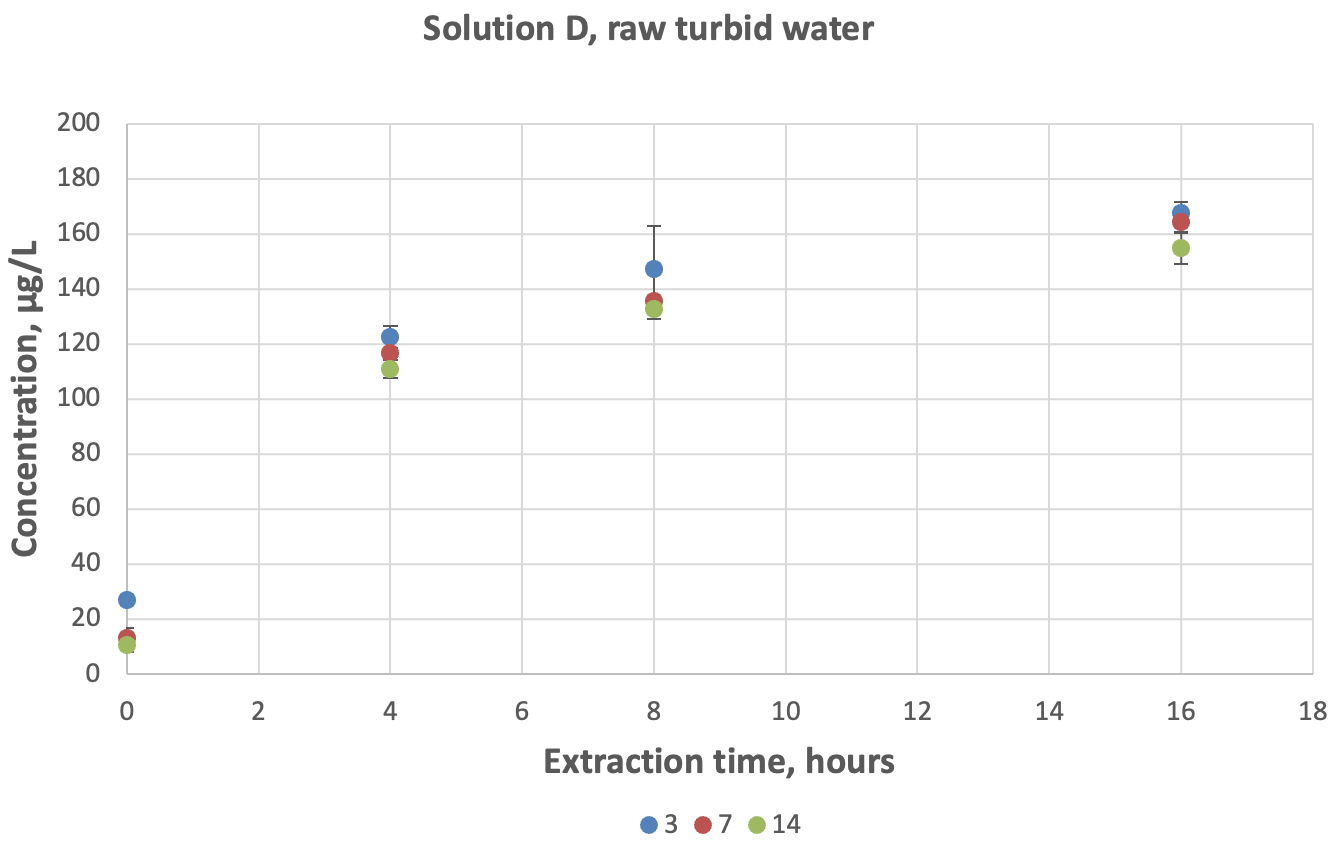 Solution D, raw turbid water
200
180
160
140
120
100
80
60
40
20
0
Concentration, µg/L
0 2 4 6 8 10 12 14 16 18
Extraction time, hours
3 7 14